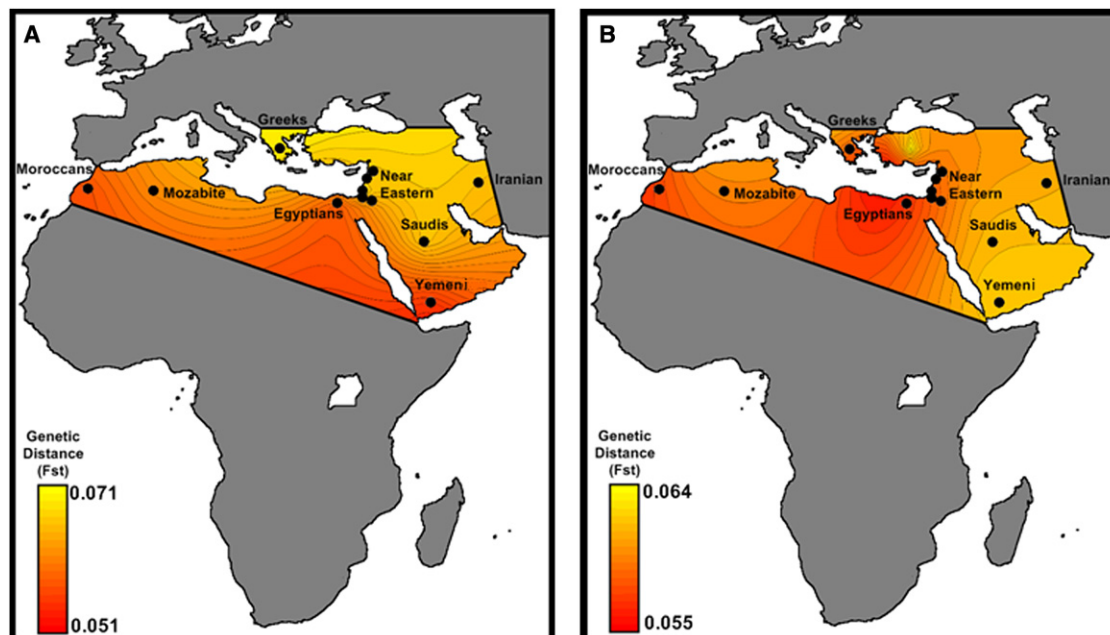 A
Greeks
Moroccans
Near
Eastern
Iranian
Mozabite
Egyptians
Saudis
Yemeni
Genetic
Distance
(Fst)
0.071
0.051
B
Greeks
Moroccans
Near
Eastern
Iranian
Mozabite
Egyptians
Saudis
Yemeni
Genetic
Distance
(Fst)
0.064
0.055